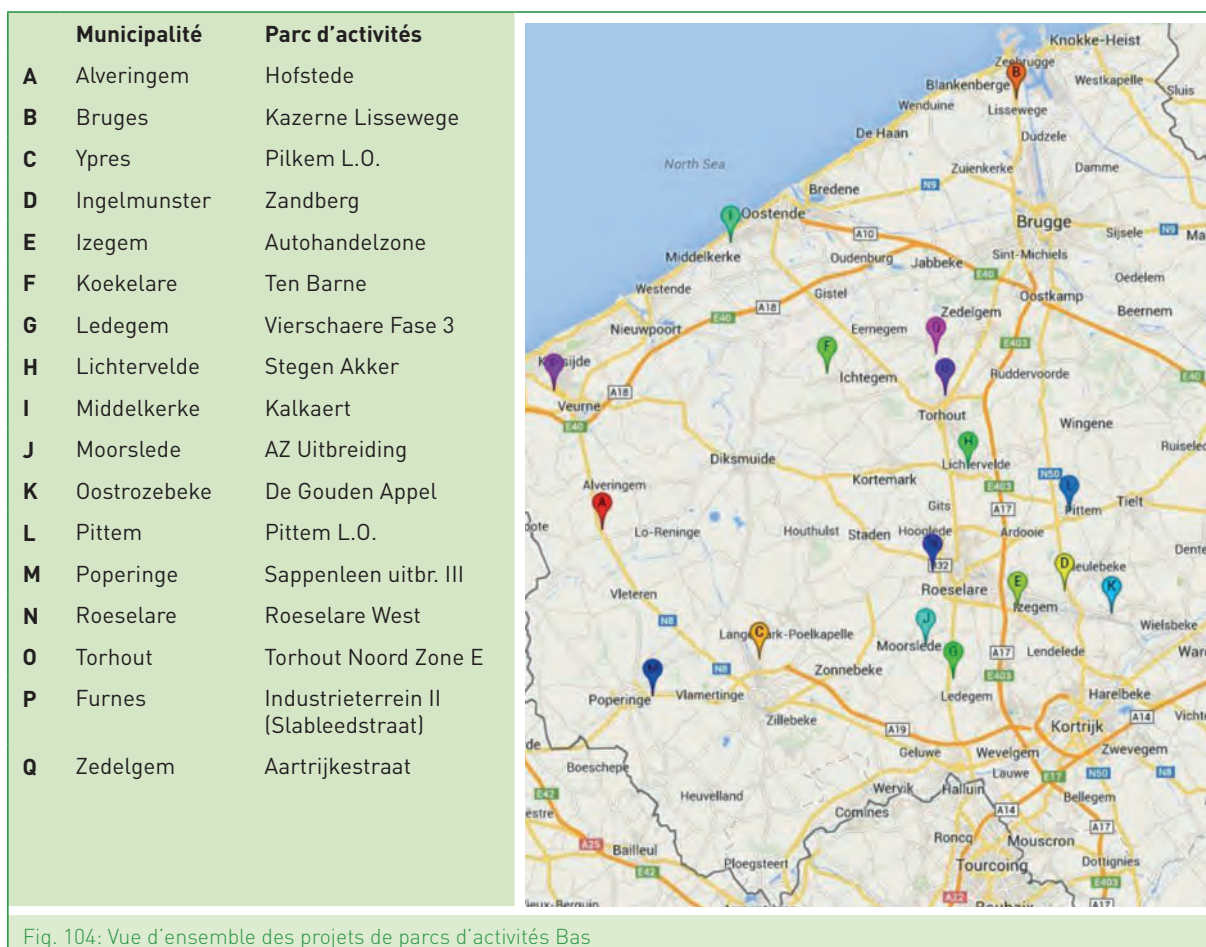 Municipalité Parc d'activités
A Alveringem Hofstede
B Bruges Kazerne Lissewege
C Ypres Pilkem L.O.
D Ingelmunster Zandberg
E Izegem Autohandelzone
F Koekelare Ten Barne
G Ledegem Vierschaere Fase 3
H Lichtervelde Stegen Akker
I Middelkerke Kalkaert
J Moorslede AZ Uitbreiding
K Oostrozebeke De Gouden Appel
L Pittem Pittem L.O.
M Poperinge Sappenleen uitbr. III
N Roeselare Roeselare West
O Torhout Torhout Noord Zone E
P Furnes Industrieterrein II
(Slableedstraat)
Q Zedelgem Aartrijkestraat
Knokke-Heist
Zeebrugge
B
Blankenberge
Westkapelle
Sluis
Wenduine
Lissewege
De Haan
Dudzele
North Sea
Zuienkerke
Damme
Bredene
N9
I
Oostende
Brugge
A10
Sijsele
N9
Middelkerke
Oudenburg
Jabbeke
Sint-Michiels
E40
Oedelem
Westende
Gistel
Oostkamp
A18
Beernem
E40
Nieuwpoort
Eernegem
Q
Zedelgem
E403
F
Ichtegem
Ruddervoorde
E40
A18
Veurne
Torhout
E40
Wingene
H
Diksmuide
Lichtervelde
Kortemark
N50
E403
L
Alveringem
A
Gits
A17
Pittem
Tielt
Lo-Reninge
Houthulst
Staden
Hooglede
Ardooie
N
Roeselare
D
E
Izegem
K
Vleteren
N8
C
J
Moorslede
Wielsbeke
G
A17
Lendelede
Zonnebeke
M
N8
E403
Poperinge
Vlamertinge
Ledegem
Harelbeke
Zillebeke
A14
Kortrijk
A19
Geluwe
Wevelgem
Zwevegem
Boeschepe
Lauwe
E17
N50
N8
E42
Heuvelland
Wervik
Halluin
Bellegem
Comines
A14
A17
Roncq
Mouscron
A25
Bailleul
Ploegsteert
Dottignies
E42
Tourcoing
E403
A22
Roubaix
Fig. 104: Vue d'ensemble des projets de parcs d'activités Bas